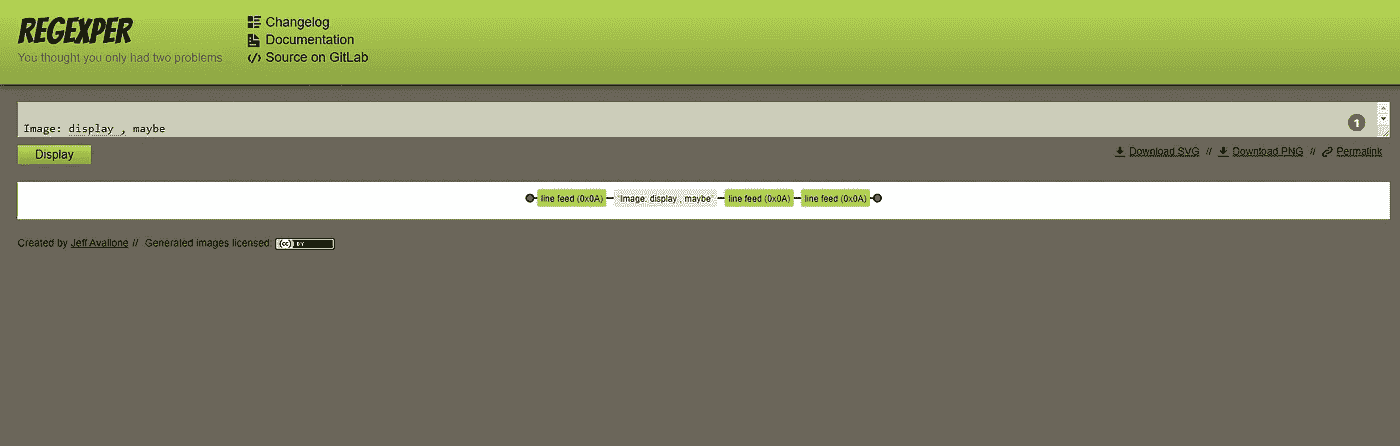 REGEXPER
You thought you only had two problems
Changelog
Documentation
Source on GitLab
Image: display , maybe
1
Display
Download SVG // Download PNG // Permalink
line feed (0x0A) "Image: display , maybe" line feed (0x0A) line feed (0x0A)
Created by Jeff Avallone // Generated images licensed: (cc) BY